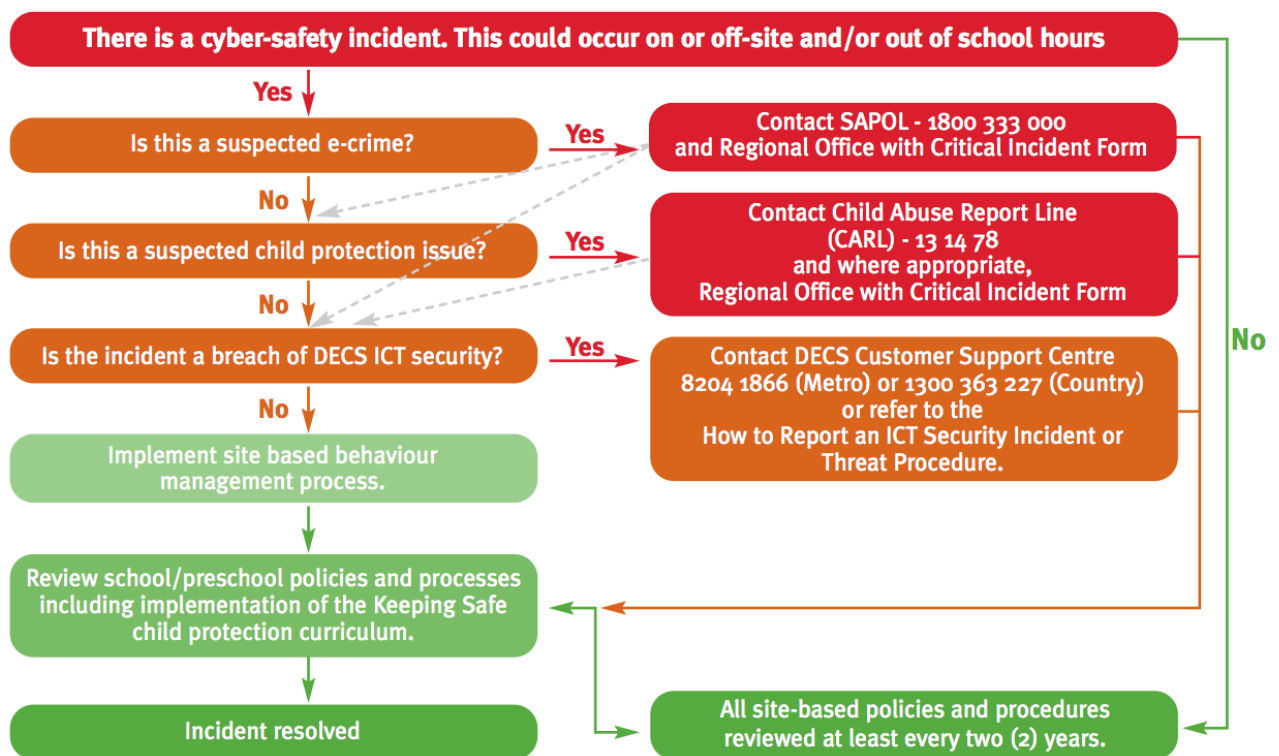 There is a cyber-safety incident. This could occur on or off-site and/or out of school hours
Yes
Is this a suspected e-crime?
Yes
Contact SAPOL - 1800 333 000
and Regional Office with Critical Incident Form
No
Is this a suspected child protection issue?
Yes
Contact Child Abuse Report Line
(CARL) - 13 14 78
and where appropriate,
Regional Office with Critical Incident Form
No
Is the incident a breach of DECS ICT security?
Yes
Contact DECS Customer Support Centre
8204 1866 (Metro) or 1300 363 227 (Country)
or refer to the
How to Report an ICT Security Incident or
Threat Procedure.
No
No
Implement site based behaviour
management process.
Review school/preschool policies and processes
including implementation of the Keeping Safe
child protection curriculum.
Incident resolved
All site-based policies and procedures
reviewed at least every two (2) years.